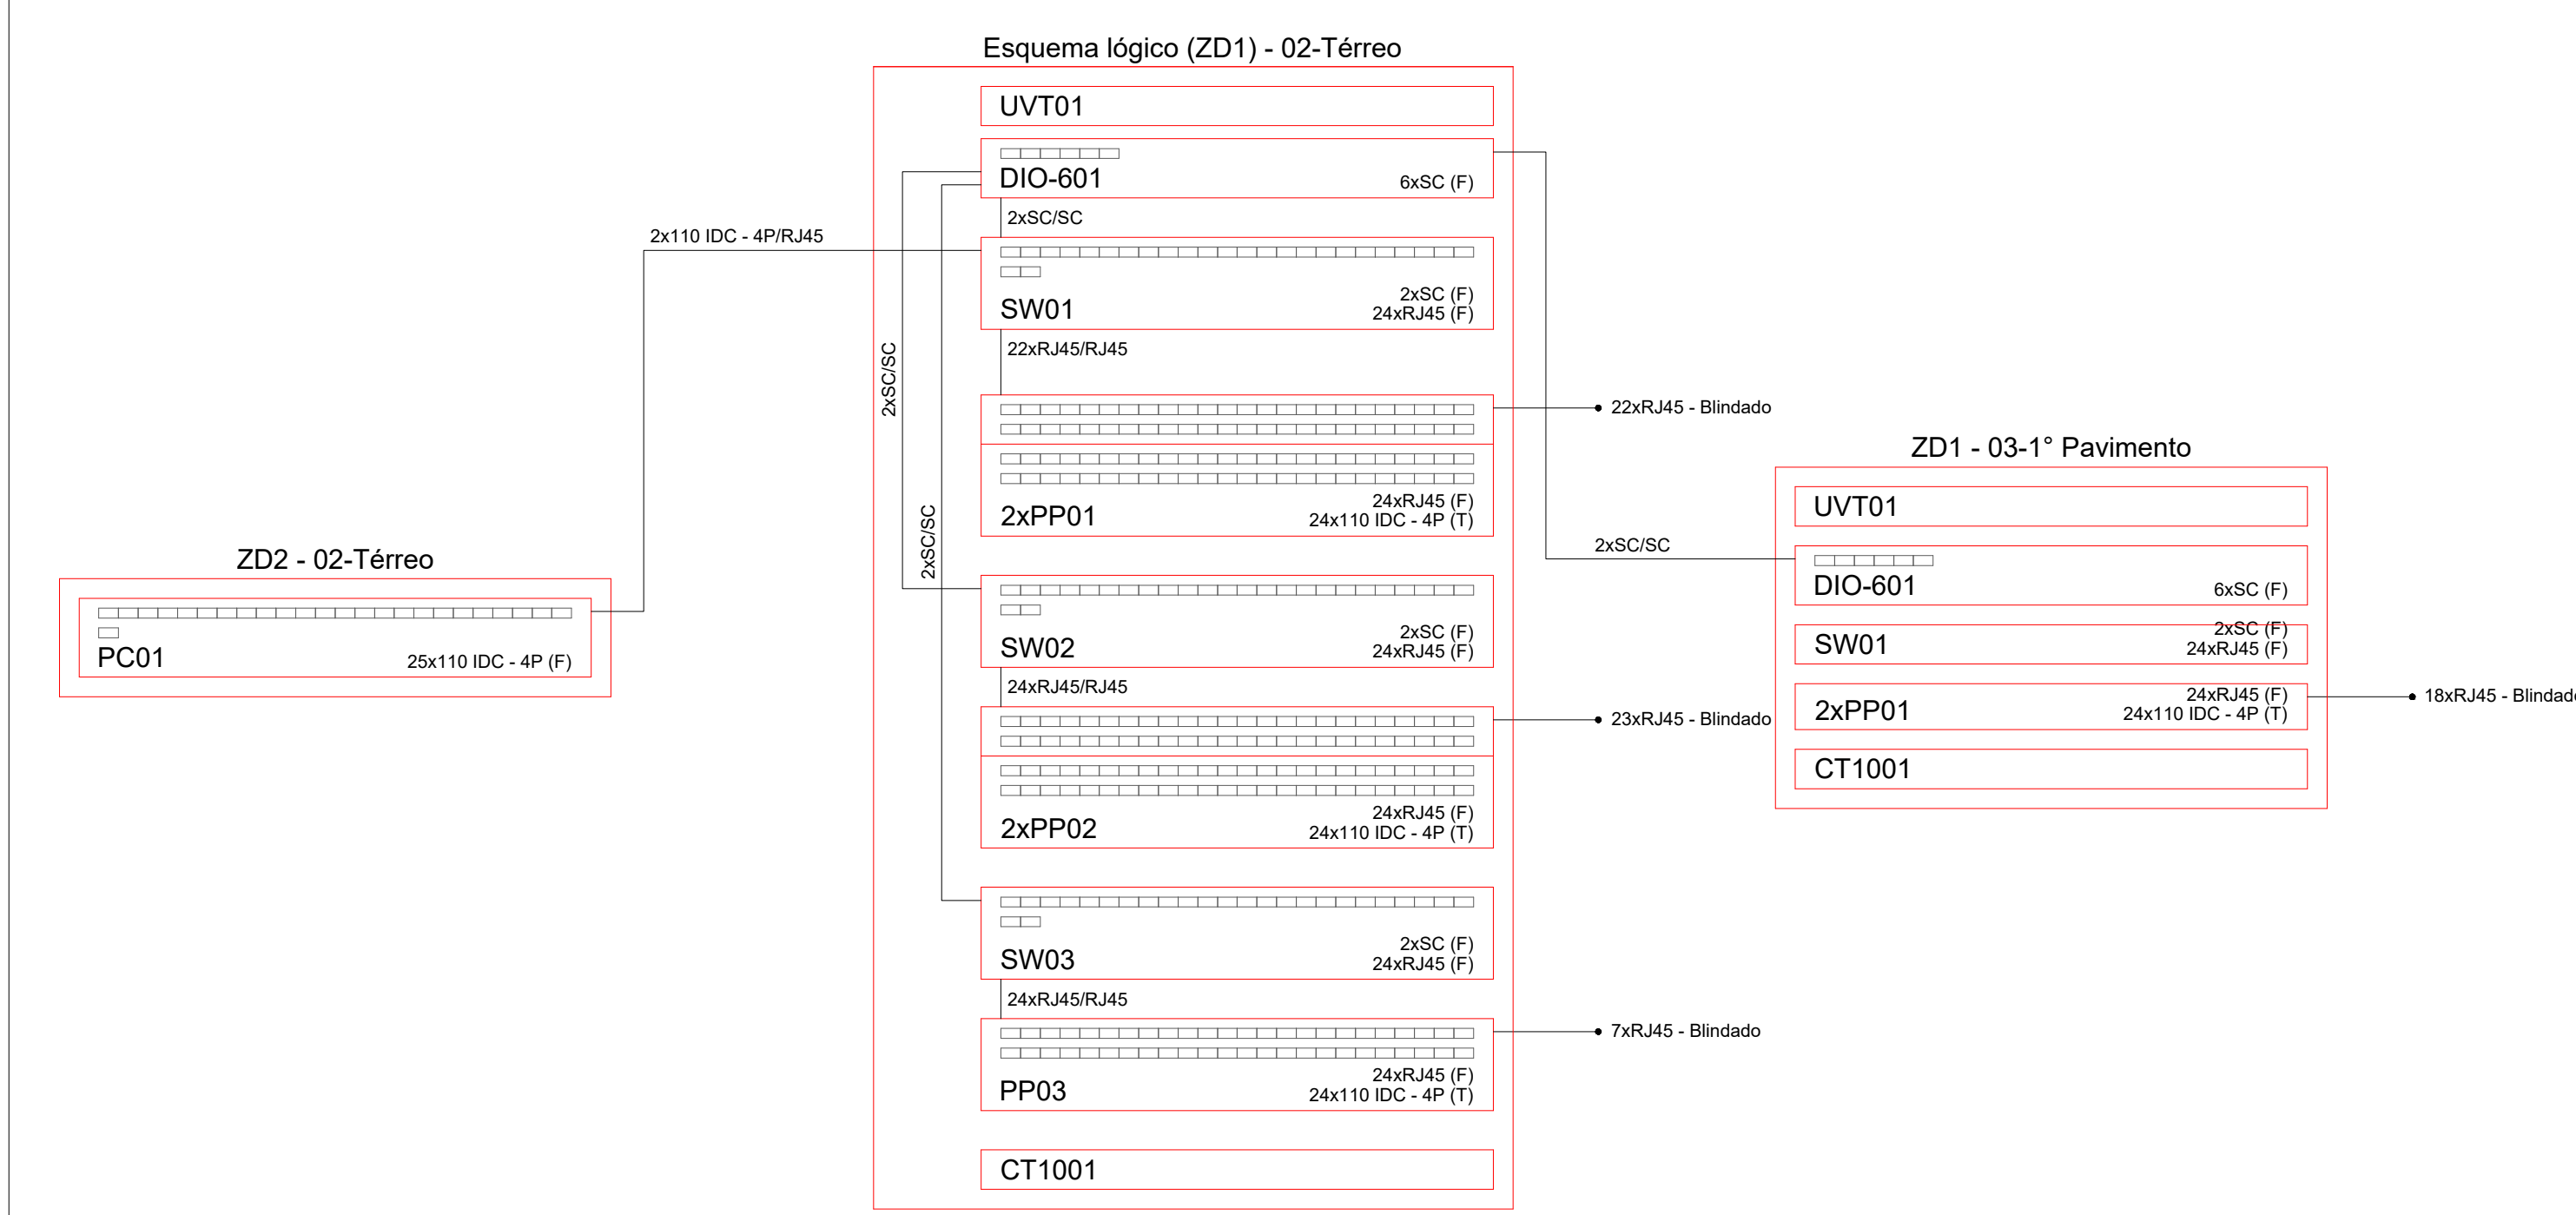 Esquema lógico (ZD1) - 02-Térreo
UVT01
DIO-601
6xSC (F)
2xSC/SC
2x110 IDC - 4P/RJ45
SW01
2xSC (F)
24xRJ45 (F)
22xRJ45/RJ45
2xSC/SC
2xSC/SC
22xRJ45 - Blindado
2xPP01
24xRJ45 (F)
24x110 IDC - 4P (T)
SW02
2xSC (F)
24xRJ45 (F)
24xRJ45/RJ45
23xRJ45 - Blindado
2xPP02
24xRJ45 (F)
24x110 IDC - 4P (T)
SW03
2xSC (F)
24xRJ45 (F)
24xRJ45/RJ45
7xRJ45 - Blindado
PP03
24xRJ45 (F)
24x110 IDC - 4P (T)
CT1001
ZD2 - 02-Térreo
PC01
25x110 IDC - 4P (F)
2xSC/SC
ZD1 - 03-1° Pavimento
UVT01
DIO-601
6xSC (F)
SW01
2xSC (F)
24xRJ45 (F)
2xPP01
24xRJ45 (F)
24x110 IDC - 4P (T)
18xRJ45 - Blindad
CT1001